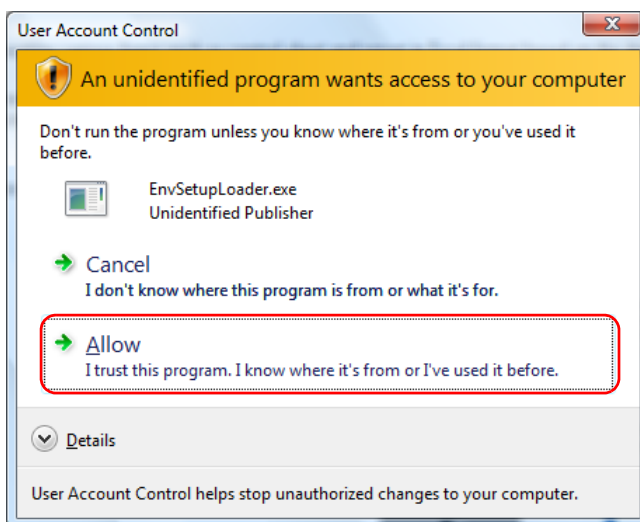 User Account Control
An unidentified program wants access to your computer
Don't run the program unless you know where it's from or you've used it
before.
EnvSetupLoader.exe
Unidentified Publisher
Cancel
I don't know where this program is from or what it's for.
Allow
I trust this program. I know where it's from or I've used it before.
Details
User Account Control helps stop unauthorized changes to your computer.